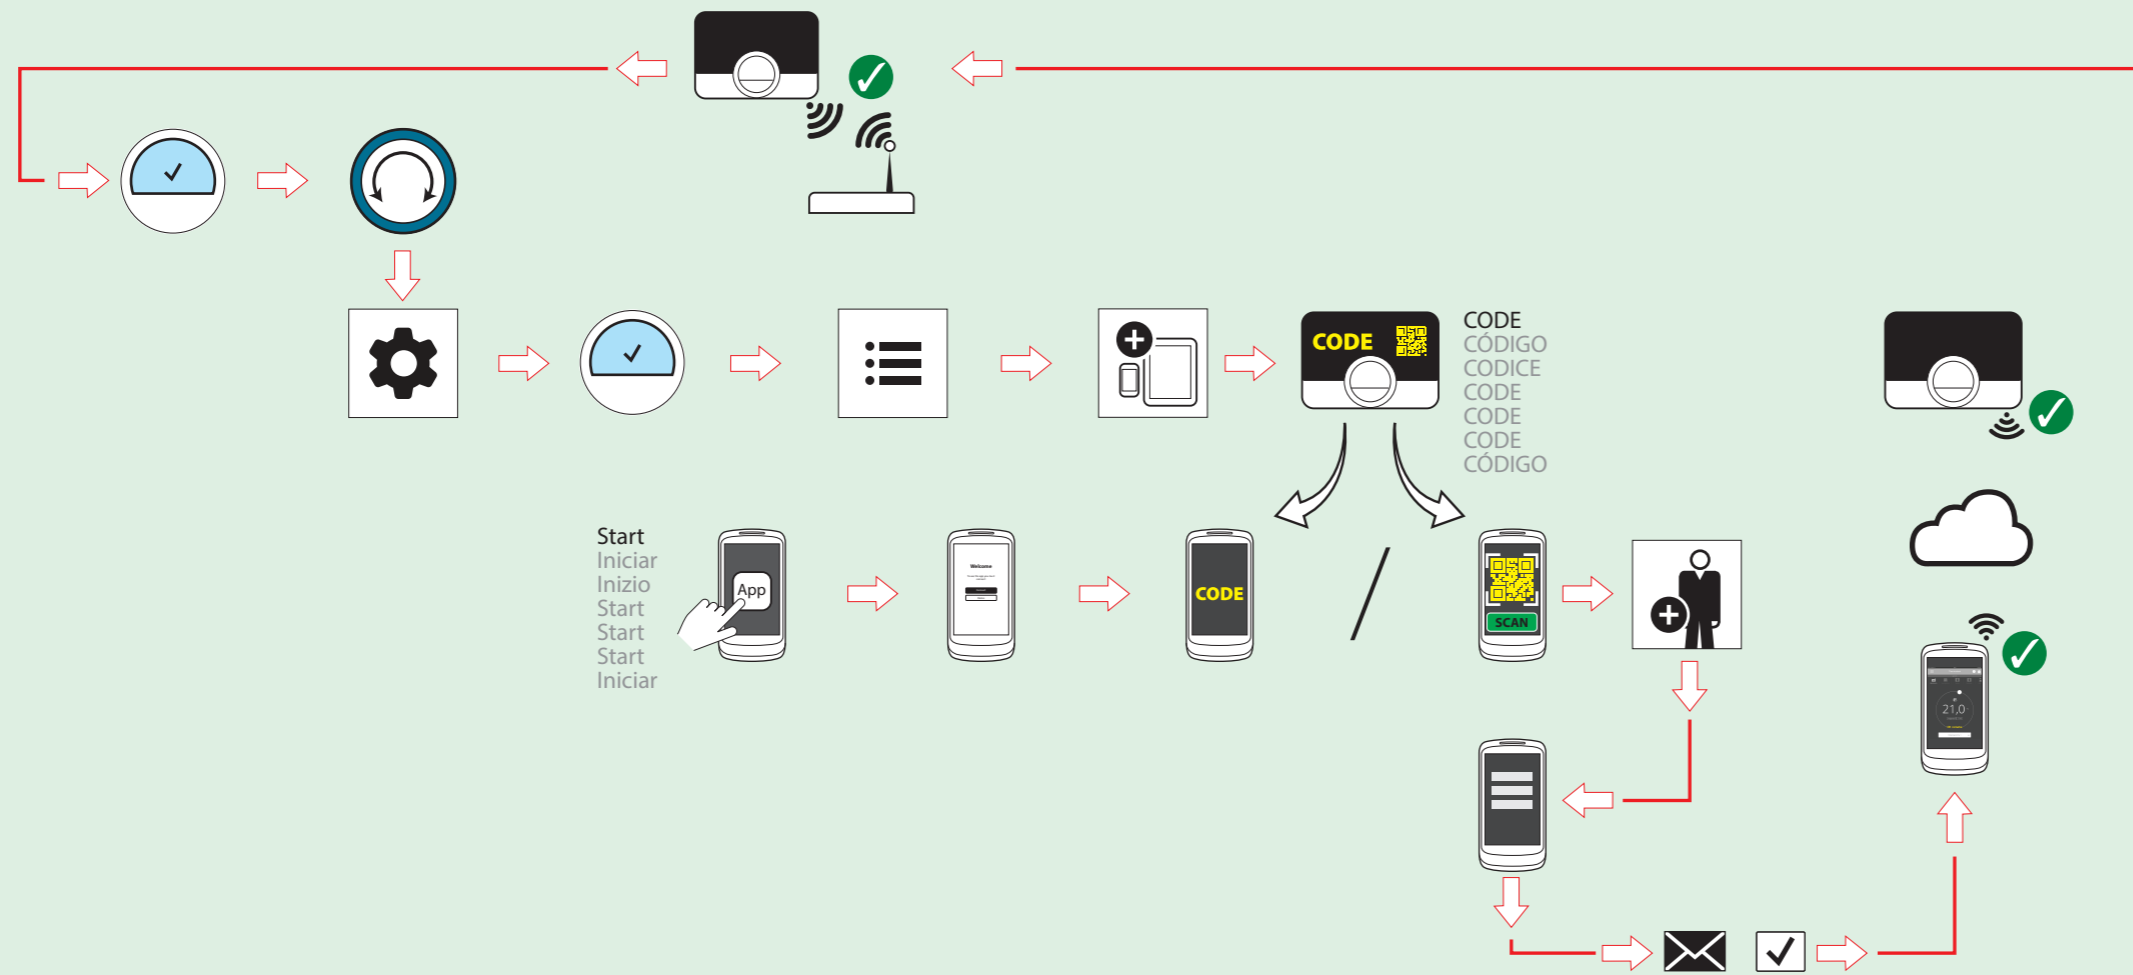 CODE
CODE
CÓDIGO
CODICE
CODE
CODE
CODE
CÓDIGO
Start
Iniciar
Inizio
Start
Start
Start
Iniciar
App
Welcome
CODE
SCAN
21,0